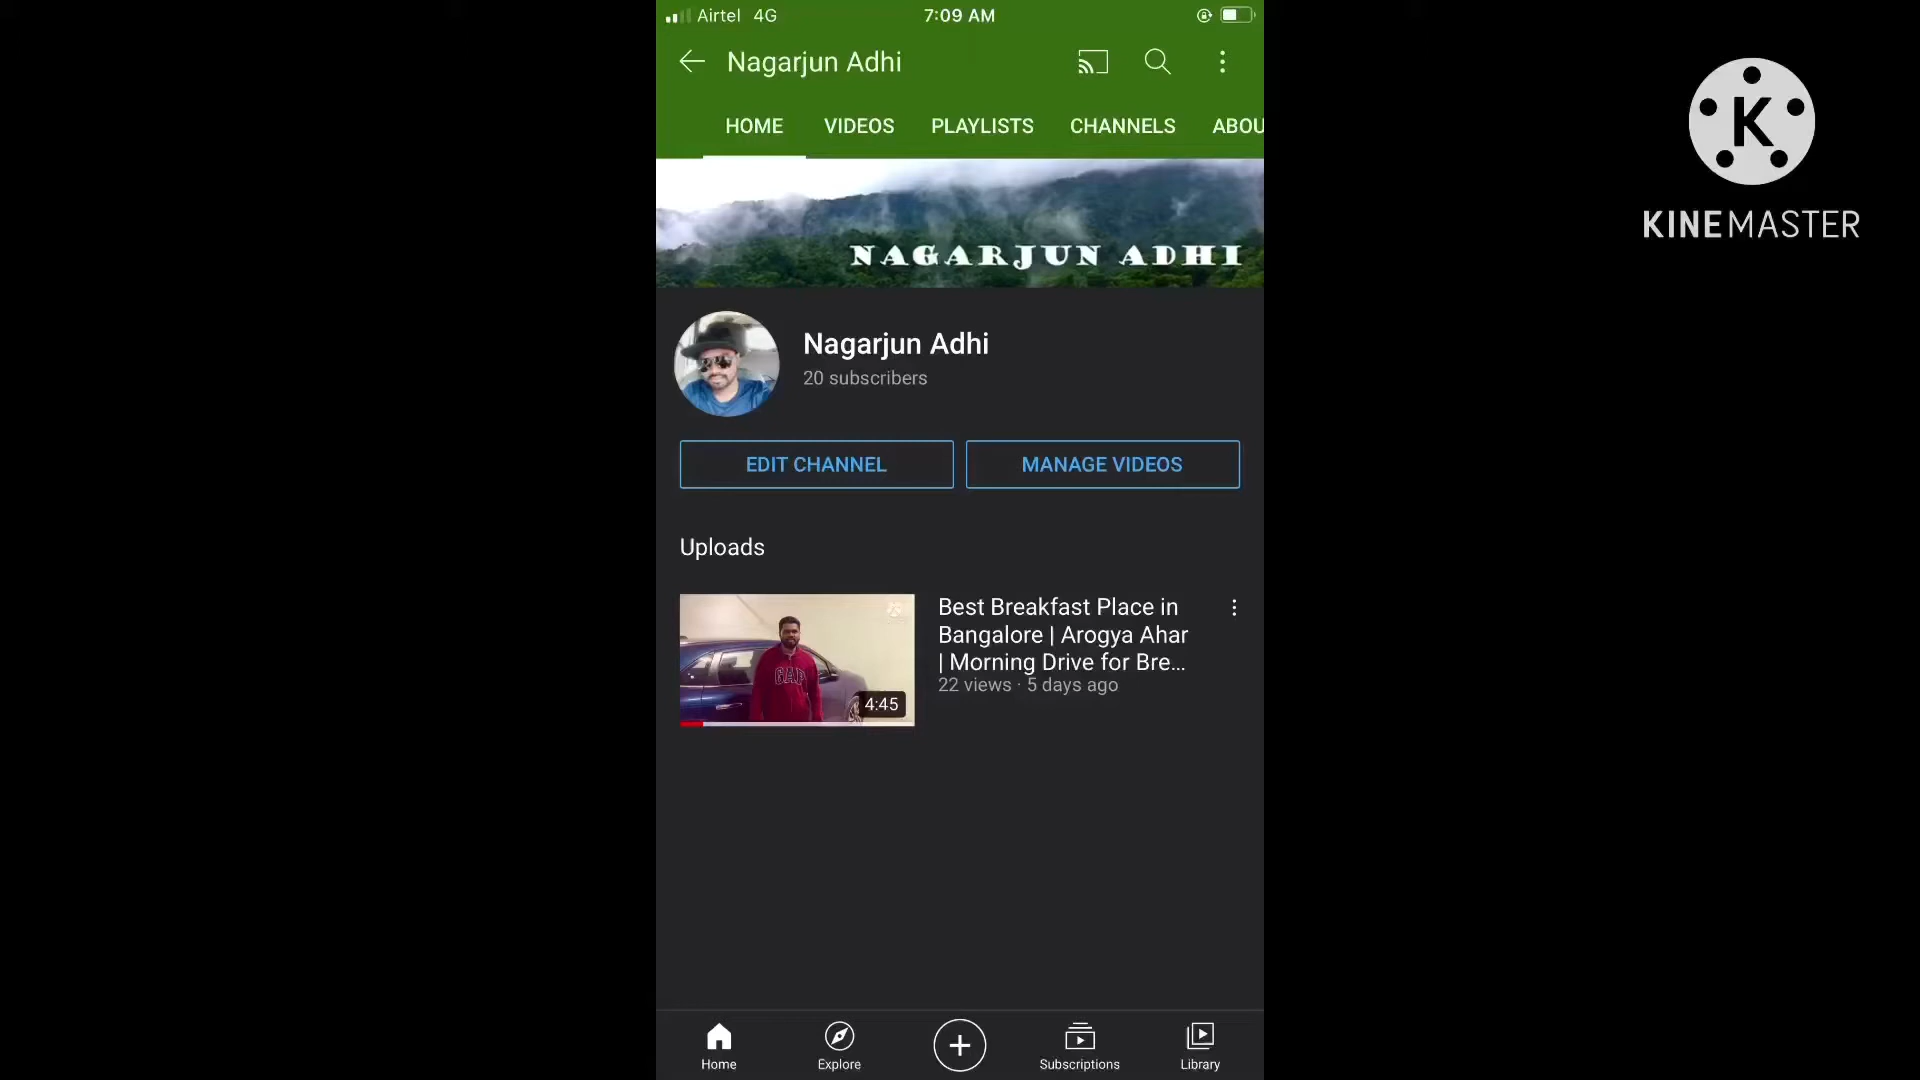 Airtel 4G 7:09 AM
Nagarjun Adhi
HOME VIDEOS PLAYLISTS CHANNELS ABOU
NAGARJUN ADHI
Nagarjun Adhi
20 subscribers
EDIT CHANNEL MANAGE VIDEOS
Uploads
Best Breakfast Place in
Bangalore | Arogya Ahar
| Morning Drive for Bre...
22 views · 5 days ago
GAP
4:45
Home Explore Subscriptions Library
K
KINEMASTER